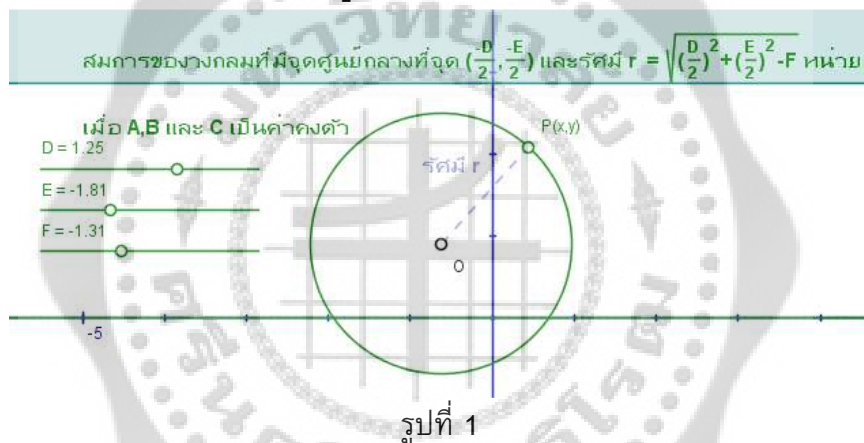 สมการของวงกลมที่มีจุดศูนย์กลางที่จุด (-D/2, -E/2) และรัศมี r = √((D/2)²+(E/2)²-F) หน่วย
เมื่อ A,B และ C เป็นค่าคงตัว
D = 1.25
E = -1.81
F = -1.31
P(x,y)
รัศมี r
O
-5
รูปที่ 1